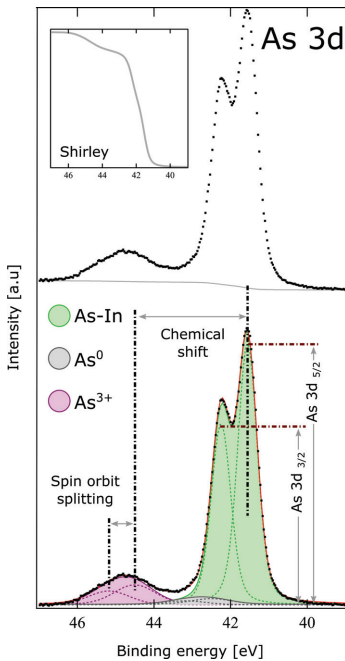 As 3d
Shirley
46 44 42 40
Intensity [a.u]
As-In
As⁰
As³⁺
Chemical
shift
Spin orbit
splitting
As 3d 3/2
As 3d 5/2
46 44 42 40
Binding energy [eV]